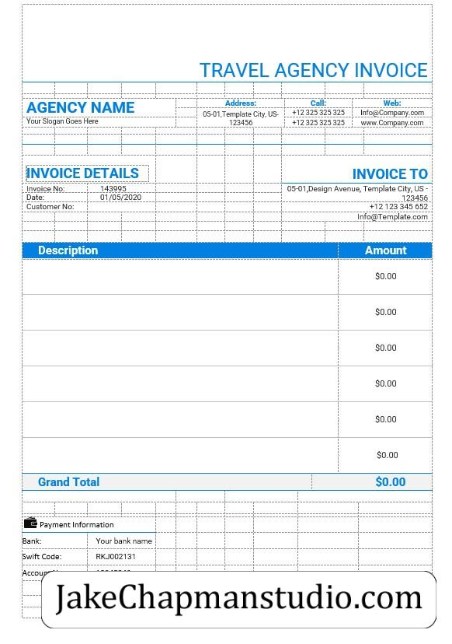 TRAVEL AGENCY INVOICE
AGENCY NAME
Your Slogan Goes Here
Address:
05-01,Template City, US-
123456
Call:
+12 325 325 325
+12 325 325 325
Web:
Info@Company.com
www.Company.com
INVOICE DETAILS
Invoice No: 143995
Date: 01/05/2020
Customer No:
INVOICE TO
05-01,Design Avenue, Template City, US -
123456
+12 123 345 652
Info@Template.com
Description Amount
$0.00
$0.00
$0.00
$0.00
$0.00
$0.00
Grand Total $0.00
Payment Information
Bank: Your bank name
Swift Code: RKJ002131
JakeChapmanstudio.com